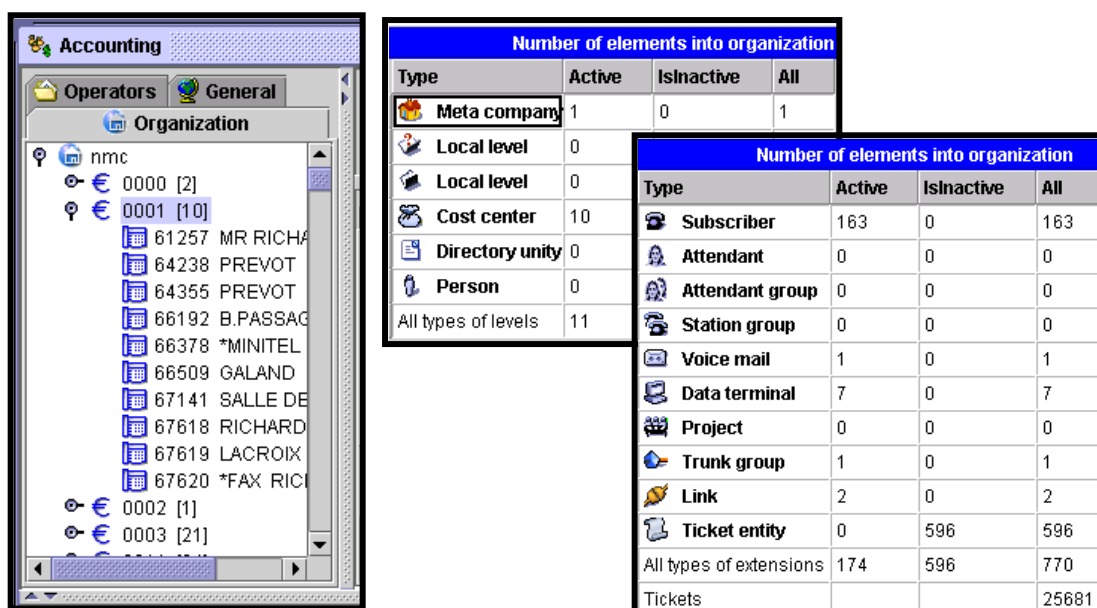 Accounting
Operators General
Organization
nmc
0000 [2]
0001 [10]
61257 MR RICHA
64238 PREVOT
64355 PREVOT
66192 B.PASSAG
66378 *MINITEL
66509 GALAND
67141 SALLE DE
67618 RICHARD
67619 LACROIX
67620 *FAX RICI
0002 [1]
0003 [21]
Number of elements into organization
Type Active IsInactive All
Meta company 1 0 1
Local level 0
Local level 0
Cost center 10
Directory unity 0
Person 0
All types of levels 11
Number of elements into organization
Type Active IsInactive All
Subscriber 163 0 163
Attendant 0 0 0
Attendant group 0 0 0
Station group 0 0 0
Voice mail 1 0 1
Data terminal 7 0 7
Project 0 0 0
Trunk group 1 0 1
Link 2 0 2
Ticket entity 0 596 596
All types of extensions 174 596 770
Tickets 25681